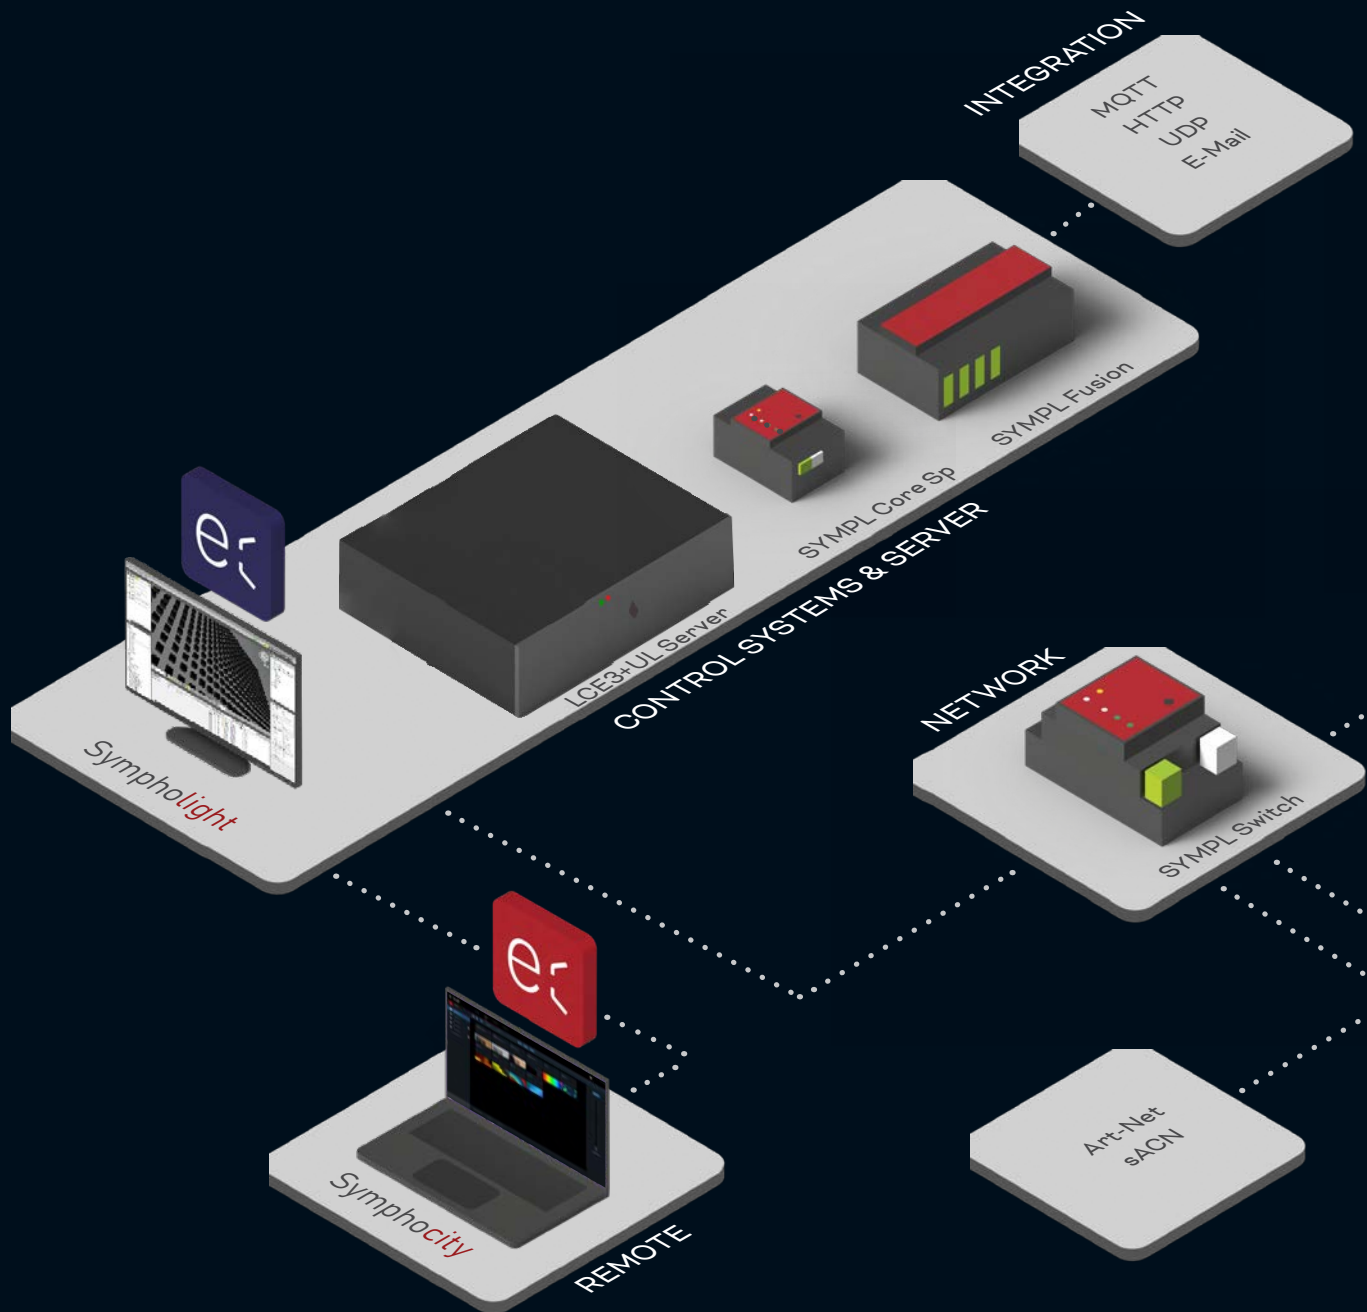 INTEGRATION
MQTT
HTTP
UDP
E-Mail
SYMPL Fusion
SYMPL Core Sp
LCE3+UL Server
CONTROL SYSTEMS & SERVER
e:
Sympholight
NETWORK
SYMPL Switch
e:
Symphocity
REMOTE
Art-Net
sACN